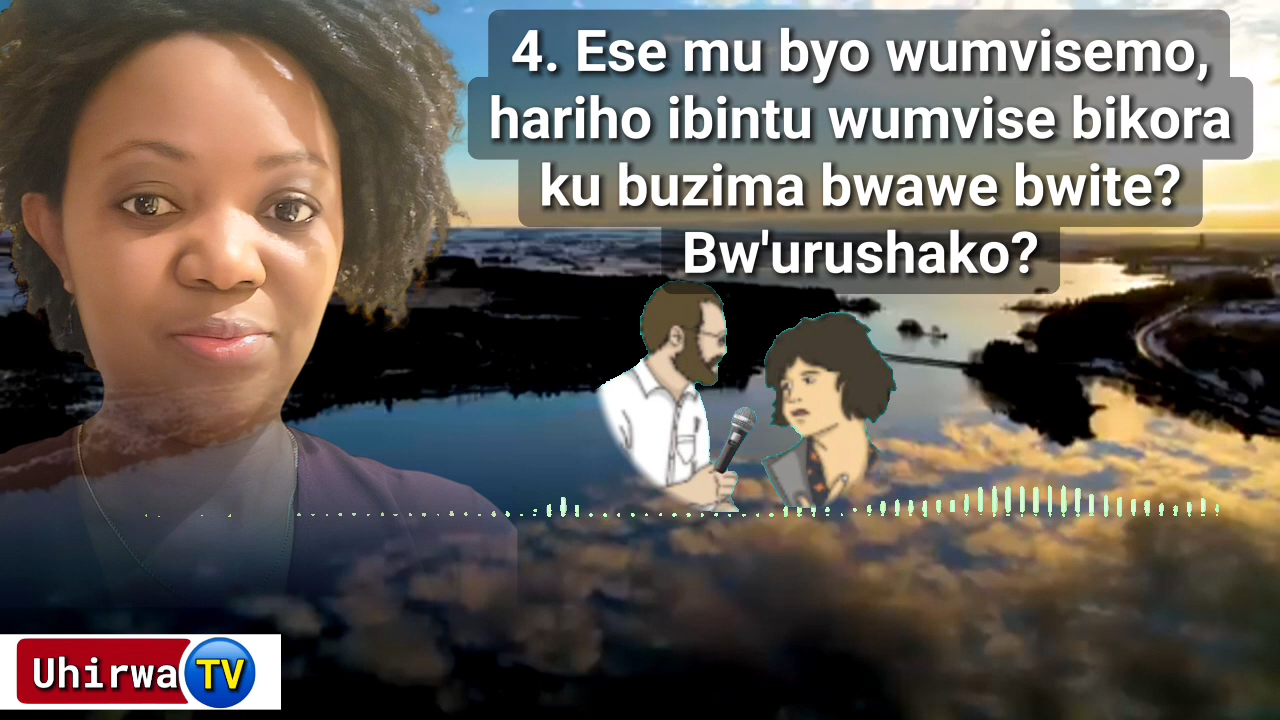 4. Ese mu byo wumvisemo,
hariho ibintu wumvise bikora
ku buzima bwawe bwite?
Bw'urushako?
Uhirwa TV